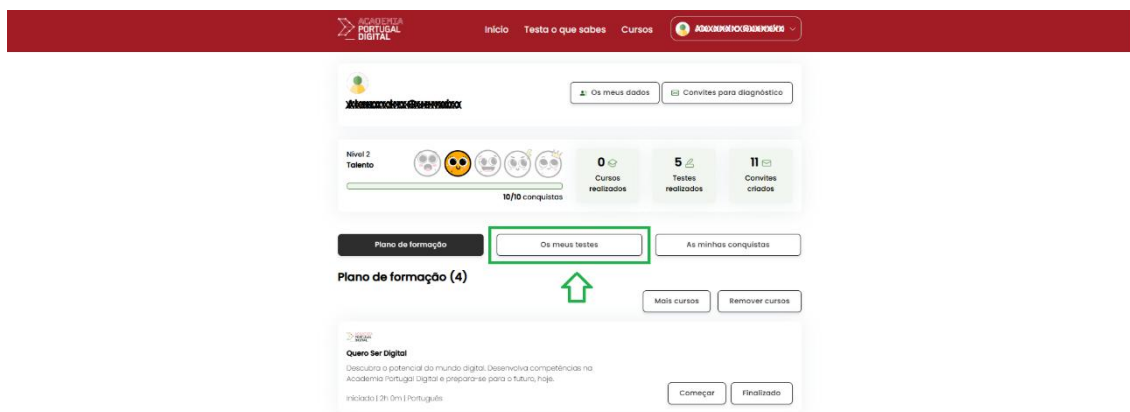 ACADEMIA
PORTUGAL
DIGITAL
Início Testa o que sabes Cursos
Os meus dados Convites para diagnóstico
Nível 2
Talento
10/10 conquistas
0
Cursos
realizados
5
Testes
realizados
11
Convites
criados
Plano de formação Os meus testes As minhas conquistas
Plano de formação (4)
Mais cursos Remover cursos
PORTUGAL
DIGITAL
Quero Ser Digital
Descubra o potencial do mundo digital. Desenvolva competências na
Academia Portugal Digital e prepara-se para o futuro, hoje.
Iniciado | 2h 0m | Português
Começar Finalizado